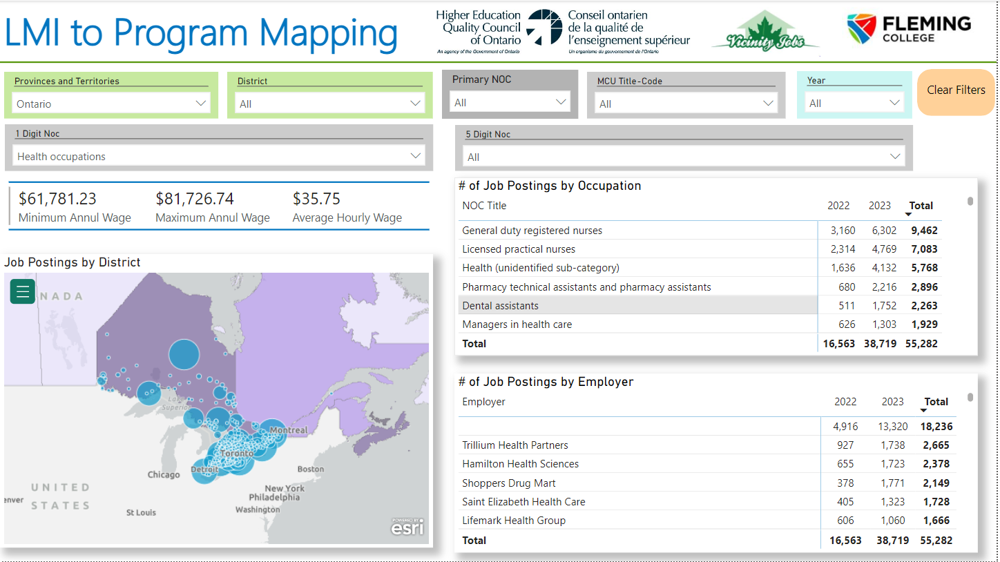 LMI to Program Mapping
Higher Education
Quality Council
of Ontario
An agency of the Government of Ontario
Conseil ontarien
de la qualité de
l'enseignement supérieur
Un organisme du gouvernement de l'Ontario
Vicinity Jobs
FLEMING
COLLEGE
Provinces and Territories
Ontario
District
All
Primary NOC
All
MCU Title-Code
All
Year
All
Clear Filters
1 Digit Noc
Health occupations
5 Digit Noc
All
$61,781.23 $81,726.74 $35.75
Minimum Annul Wage Maximum Annul Wage Average Hourly Wage
Job Postings by District
NADA
Lake
Superior
Montreal
Toronto
Detroit
Chicago
Boston
UNITED
STATES
New York
Philadelphia
enver
St Louis
Washington
POWERED BY
esri
# of Job Postings by Occupation
NOC Title 2022 2023 Total
General duty registered nurses 3,160 6,302 9,462
Licensed practical nurses 2,314 4,769 7,083
Health (unidentified sub-category) 1,636 4,132 5,768
Pharmacy technical assistants and pharmacy assistants 680 2,216 2,896
Dental assistants 511 1,752 2,263
Managers in health care 626 1,303 1,929
Total 16,563 38,719 55,282
# of Job Postings by Employer
Employer 2022 2023 Total
4,916 13,320 18,236
Trillium Health Partners 927 1,738 2,665
Hamilton Health Sciences 655 1,723 2,378
Shoppers Drug Mart 378 1,771 2,149
Saint Elizabeth Health Care 405 1,323 1,728
Lifemark Health Group 606 1,060 1,666
Total 16,563 38,719 55,282